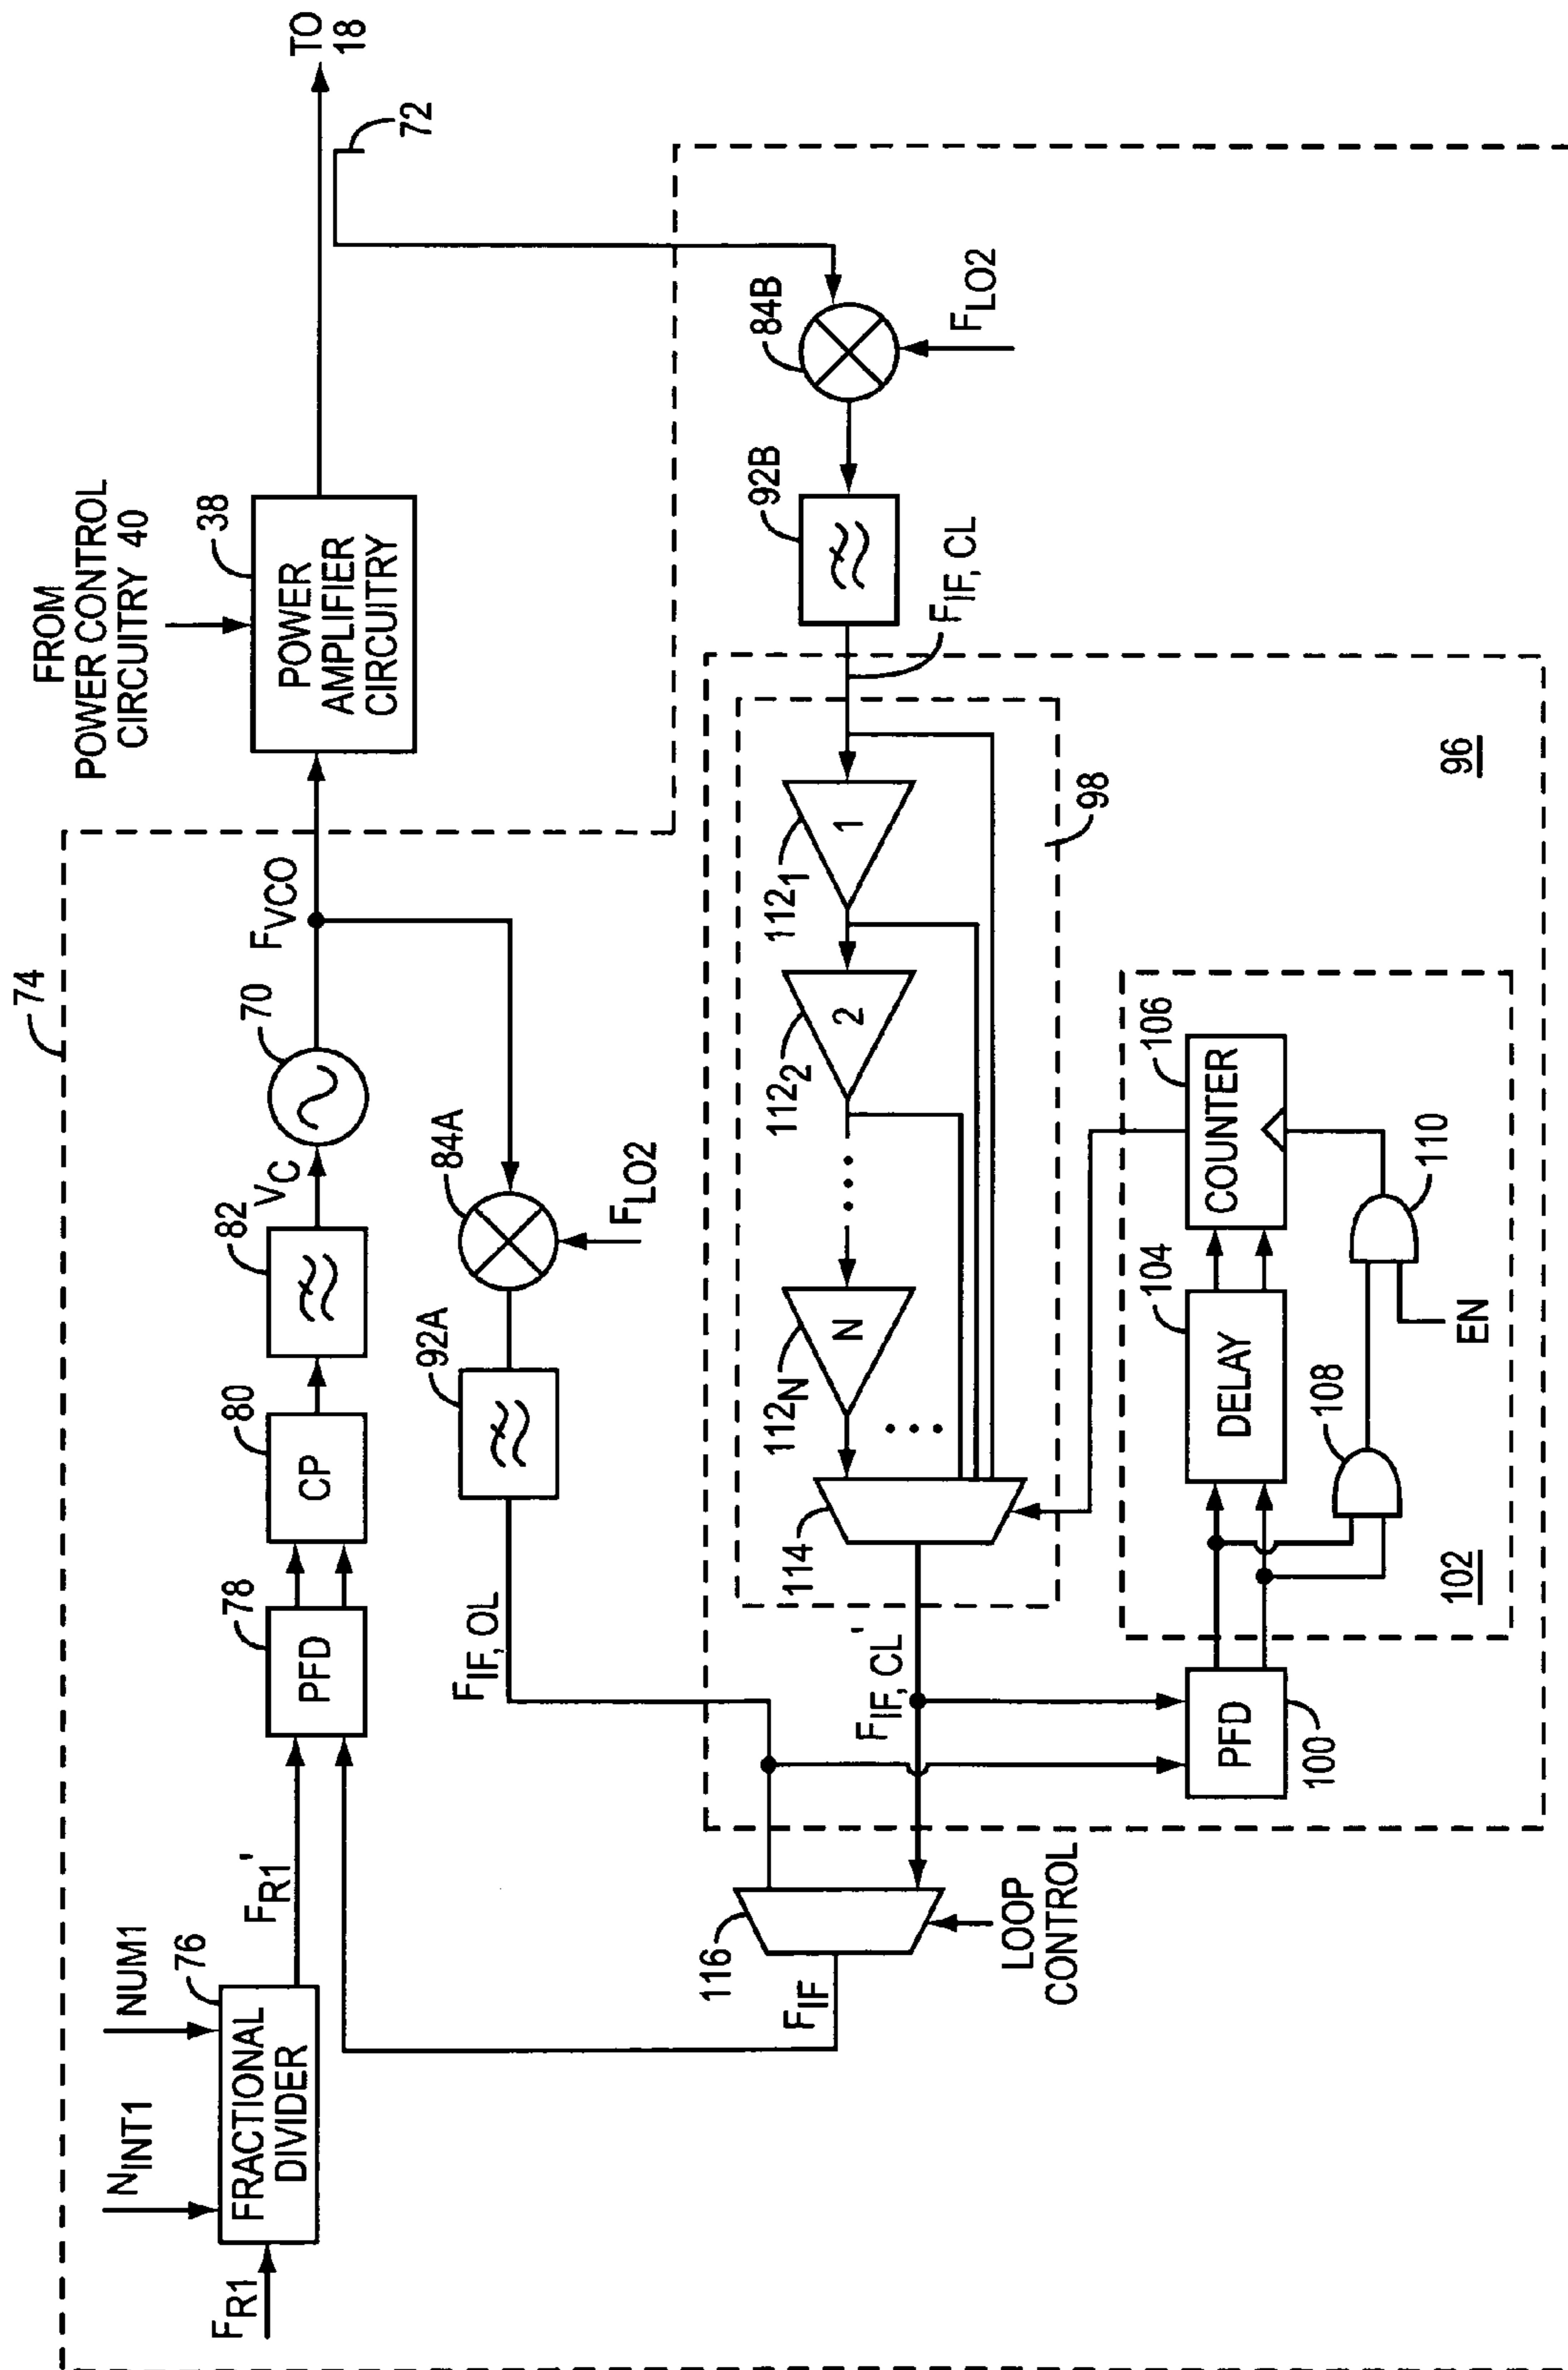 74
FROM
POWER CONTROL
CIRCUITRY 40
N_INT1
NUM1
76
F_R1
FRACTIONAL
DIVIDER
F_R1'
78
PFD
80
CP
82
V_C
70
F_VCO
38
POWER
AMPLIFIER
CIRCUITRY
TO
18
72
F_IF, OL
92A
84A
F_LO2
84B
F_LO2
92B
F_IF, CL
116
F_IF
LOOP
CONTROL
F_IF, CL'
114
112_N
N
112_2
2
112_1
1
98
96
PFD
100
102
108
104
DELAY
EN
110
106
COUNTER